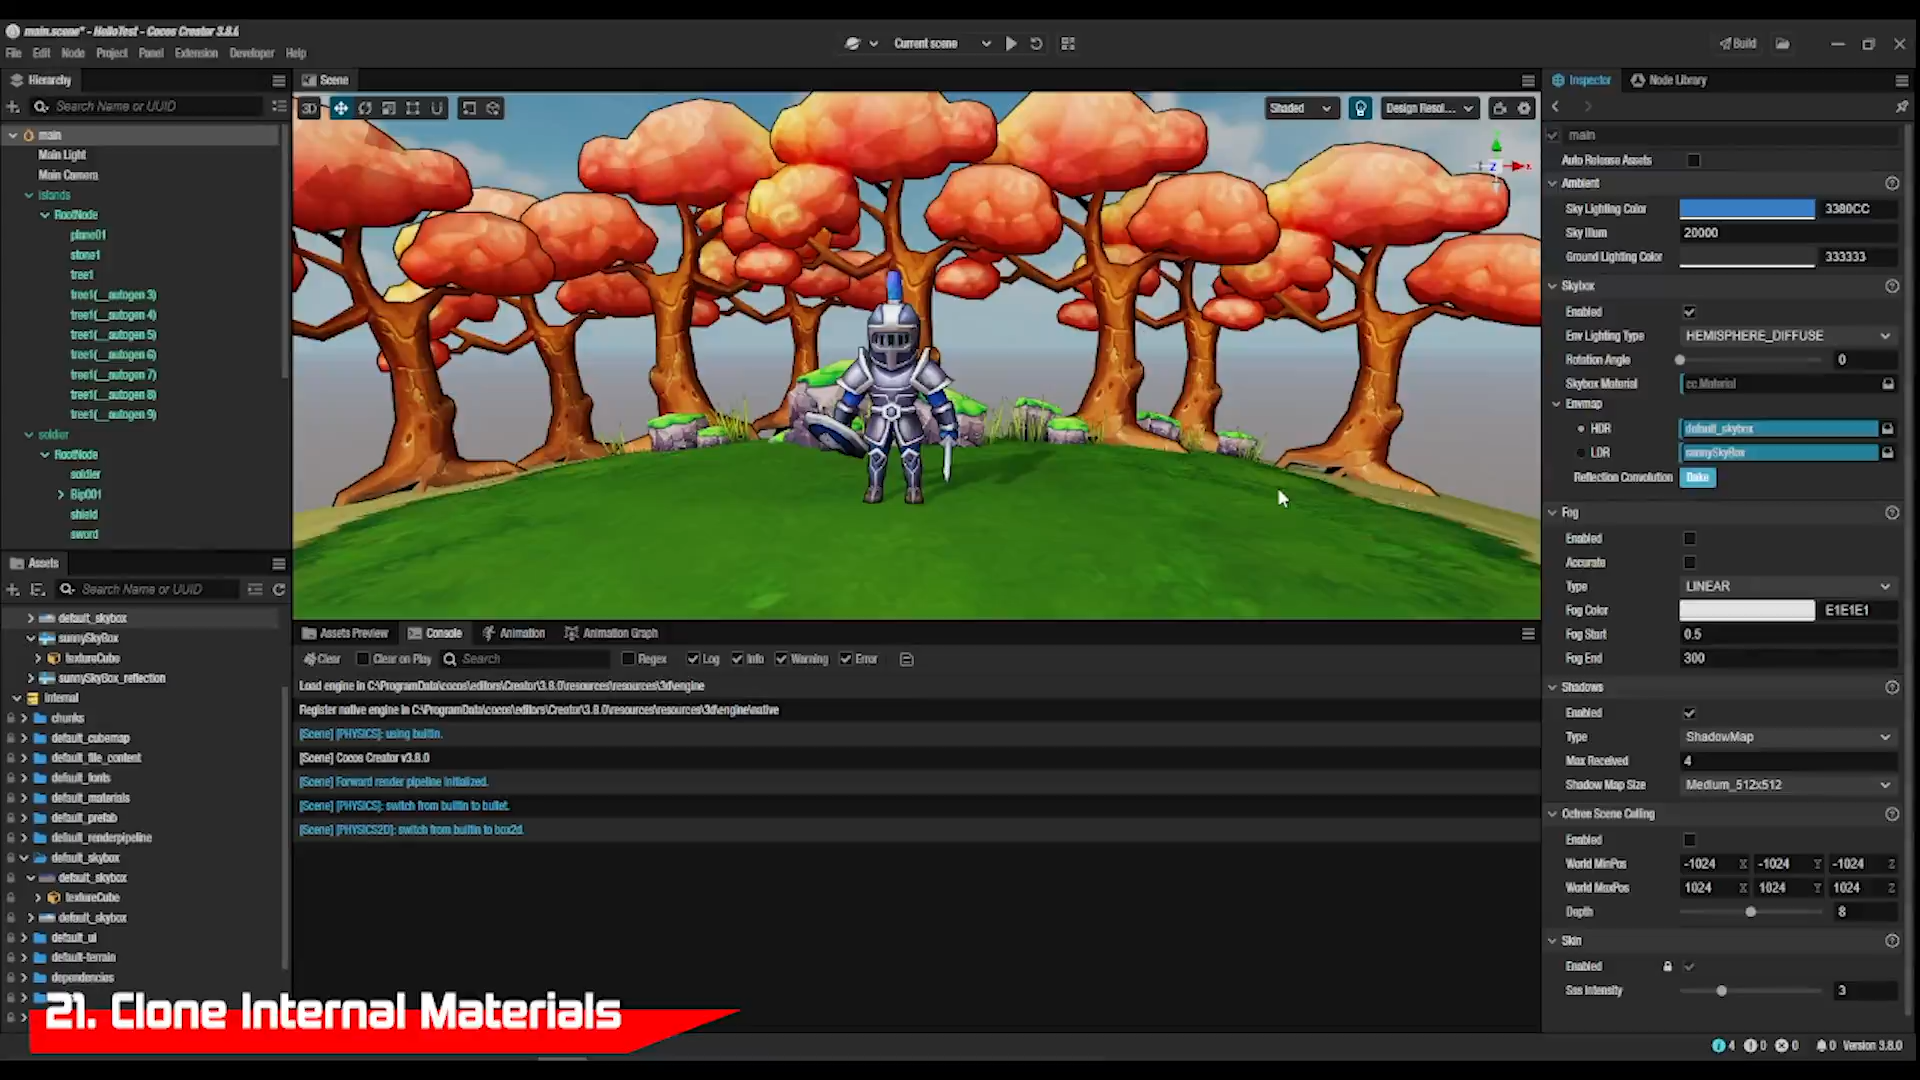 main.scene* - HelloTest - Cocos Creator 3.8.0
File Edit Node Project Panel Extension Developer Help
Current scene
Build
Hierarchy
Search Name or UUID
main
Main Light
Main Camera
islands
RootNode
plane01
stone1
tree1
tree1(__autogen 3)
tree1(__autogen 4)
tree1(__autogen 5)
tree1(__autogen 6)
tree1(__autogen 7)
tree1(__autogen 8)
tree1(__autogen 9)
soldier
RootNode
soldier
Bip001
shield
sword
Assets
Search Name or UUID
default_skybox
sunnySkyBox
textureCube
sunnySkyBox_reflection
internal
chunks
default_cubemap
default_file_content
default_fonts
default_materials
default_prefab
default_renderpipeline
default_skybox
default_skybox
textureCube
default_skybox
default_ui
default-terrain
dependencies
Scene
3D
Shaded
Design Resol...
Z
X
Assets Preview
Console
Animation
Animation Graph
Clear
Clear on Play
Search
Regex
Log
Info
Warning
Error
Load engine in C:\ProgramData\cocos\editors\Creator\3.8.0\resources\resources\3d\engine
Register native engine in C:\ProgramData\cocos\editors\Creator\3.8.0\resources\resources\3d\engine\native
[Scene] [PHYSICS]: using builtin.
[Scene] Cocos Creator v3.8.0
[Scene] Forward render pipeline initialized.
[Scene] [PHYSICS]: switch from builtin to bullet.
[Scene] [PHYSICS2D]: switch from builtin to box2d.
Inspector
Node Library
main
Auto Release Assets
Ambient
Sky Lighting Color 3380CC
Sky Illum 20000
Ground Lighting Color 333333
Skybox
Enabled
Env Lighting Type HEMISPHERE_DIFFUSE
Rotation Angle 0
Skybox Material cc.Material
Envmap
HDR default_skybox
LDR sunnySkyBox
Reflection Convolution Bake
Fog
Enabled
Accurate
Type LINEAR
Fog Color E1E1E1
Fog Start 0.5
Fog End 300
Shadows
Enabled
Type ShadowMap
Max Received 4
Shadow Map Size Medium_512x512
Octree Scene Culling
Enabled
World MinPos -1024 X -1024 Y -1024 Z
World MaxPos 1024 X 1024 Y 1024 Z
Depth 8
Skin
Enabled
Sss Intensity 3
21. Clone Internal Materials
4 0 0 0 Version 3.8.0